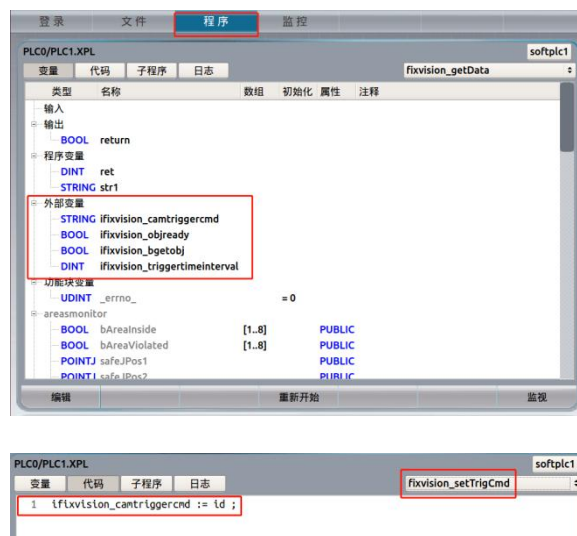 登录 文件 程序 监控
PLC0/PLC1.XPL softplc1
变量 代码 子程序 日志 fixvision_getData
类型 名称 数组 初始化 属性 注释
输入
输出
BOOL return
程序变量
DINT ret
STRING str1
外部变量
STRING ifixvision_camtriggercmd
BOOL ifixvision_objready
BOOL ifixvision_bgetobj
DINT ifixvision_triggertimeinterval
功能块变量
UDINT _errno_ = 0
areasmonitor
BOOL bAreaInside [1..8] PUBLIC
BOOL bAreaViolated [1..8] PUBLIC
POINTJ safeJPos1 PUBLIC
POINTJ safeJPos2 PUBLIC
编辑 重新开始 监视
PLC0/PLC1.XPL softplc1
变量 代码 子程序 日志 fixvision_setTrigCmd
1 ifixvision_camtriggercmd := id ;